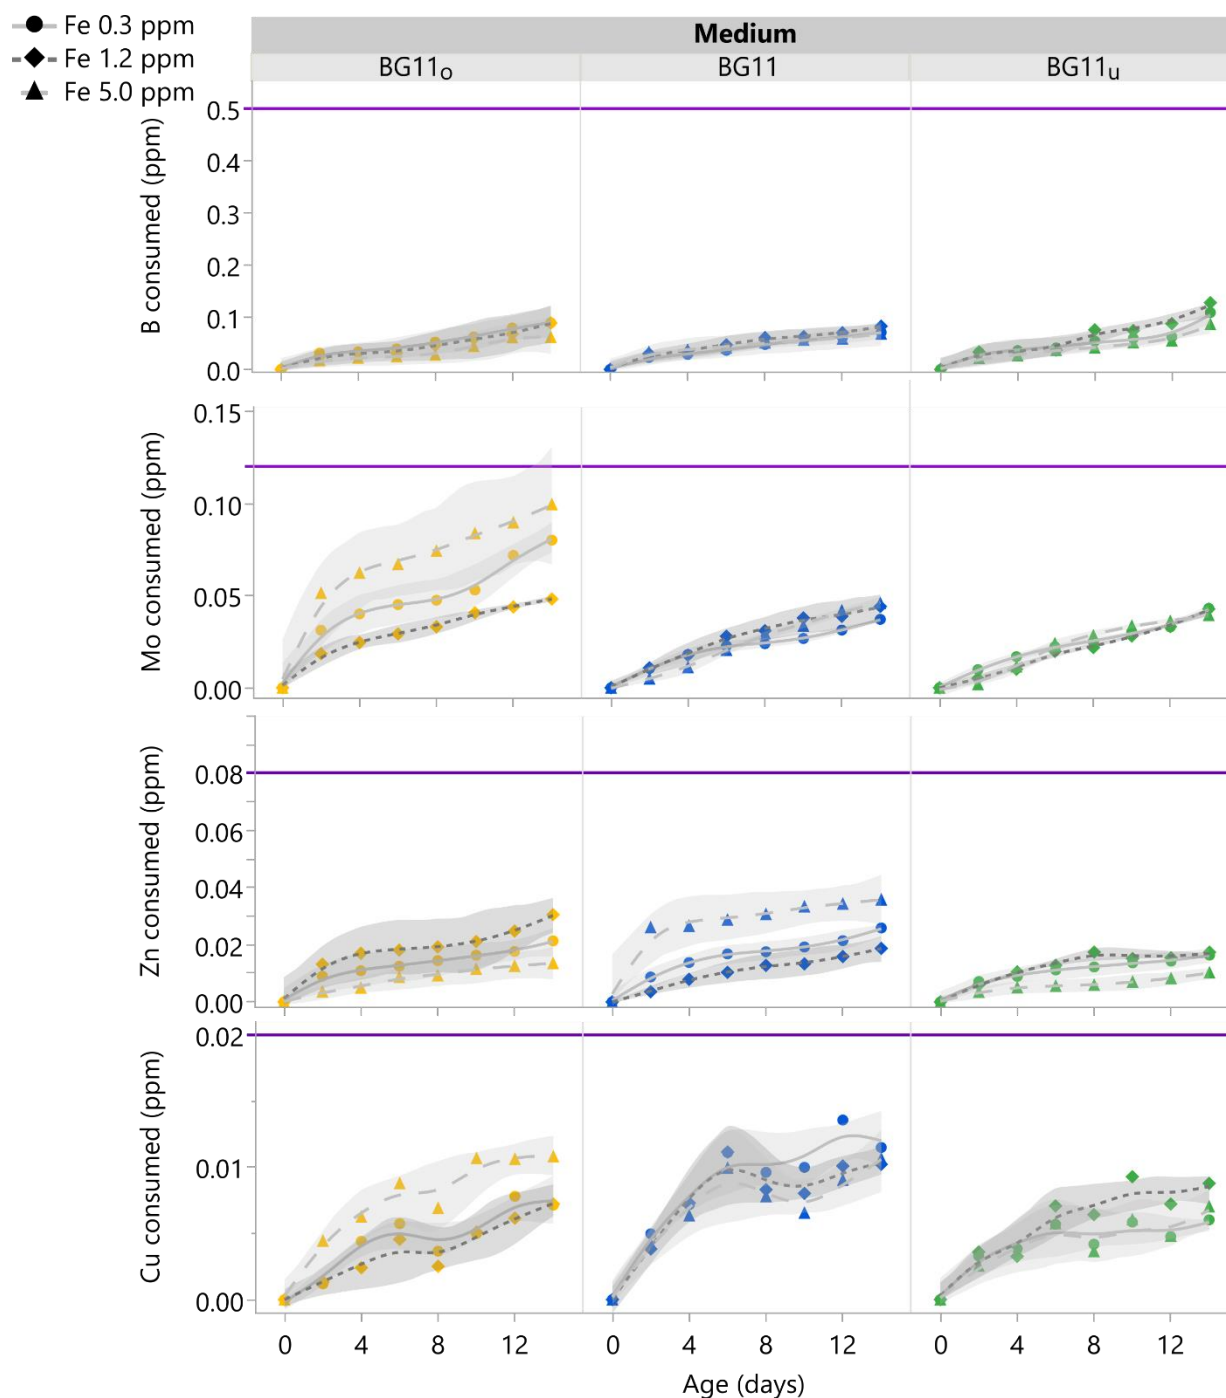 Fe 0.3 ppm
Fe 1.2 ppm
Fe 5.0 ppm
Medium
BG11o BG11 BG11u
B consumed (ppm)
0.5
0.4
0.3
0.2
0.1
0.0
0 4 8 12 0 4 8 12 0 4 8 12
Mo consumed (ppm)
0.15
0.10
0.05
0.00
Zn consumed (ppm)
0.08
0.06
0.04
0.02
0.00
Cu consumed (ppm)
0.02
0.01
0.00
Age (days)